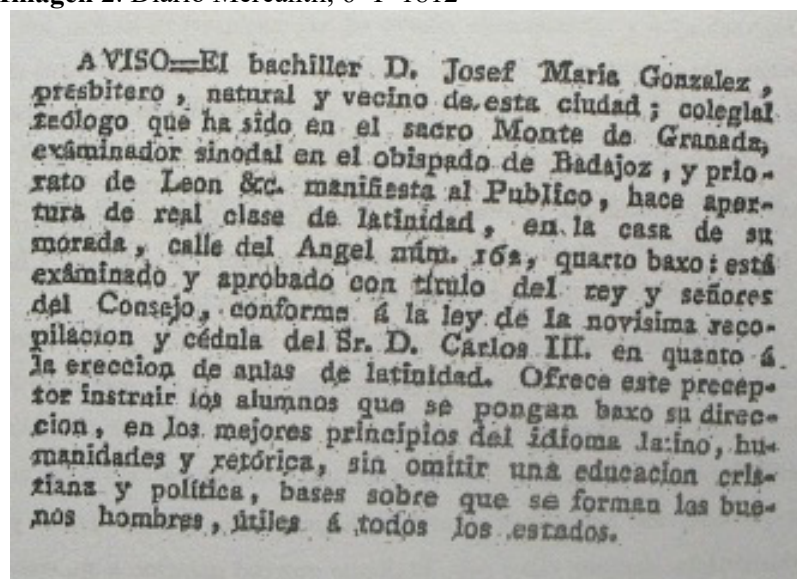 Imagen 2. Diario Mercantil, 6-1-1812
AVISO=El bachiller D. Josef Maria Gonzalez,
presbitero, natural y vecino de esta ciudad; colegial
teólogo que ha sido en el sacro Monte de Granada,
exâminador sinodal en el obispado de Badajoz, y prio-
rato de Leon &c. manifiesta al Publico, hace aper-
tura de real clase de latinidad, en la casa de su
morada, calle del Angel núm. 162, quarto baxo: está
exâminado y aprobado con título del rey y señores
del Consejo, conforme á la ley de la novisima reco-
pilacion y cédula del Sr. D. Carlos III. en quanto á
la ereccion de aulas de latinidad. Ofrece este precep-
tor instruir los alumnos que se pongan baxo su direc-
cion, en los mejores principios del idioma latino, hu-
manidades y retórica, sin omitir una educacion cris-
tiana y política, bases sobre que se forman los bue-
nos hombres, útiles á todos los estados.